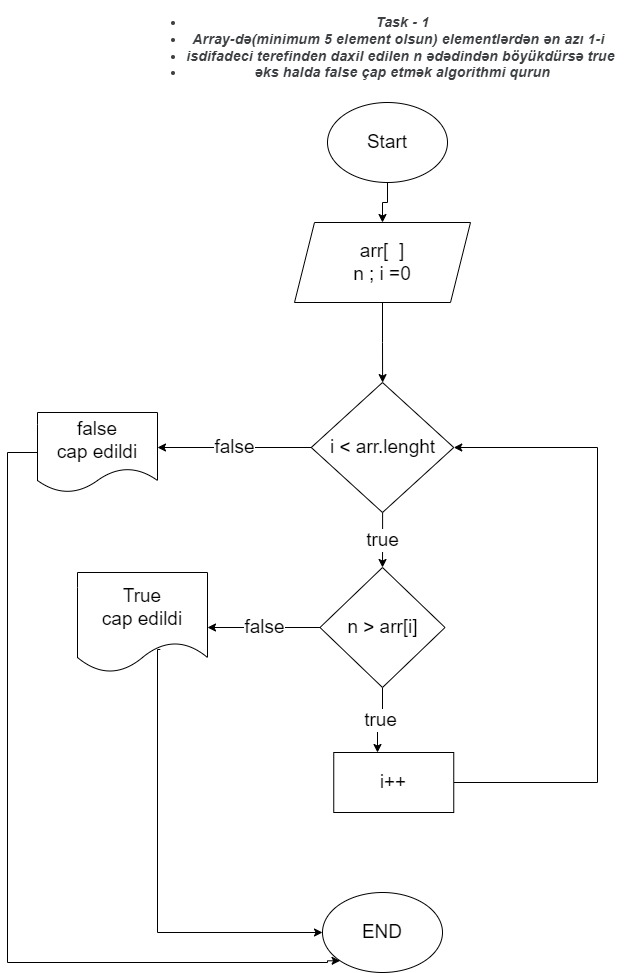 Task - 1
Array-də(minimum 5 element olsun) elementlərdən ən azı 1-i
isdifadeci terefinden daxil edilen n ədədindən böyükdürsə true
əks halda false çap etmək algorithmi qurun
Start
arr[  ]
n ; i =0
false
cap edildi
false
i < arr.lenght
true
True
cap edildi
false
n > arr[i]
true
i++
END